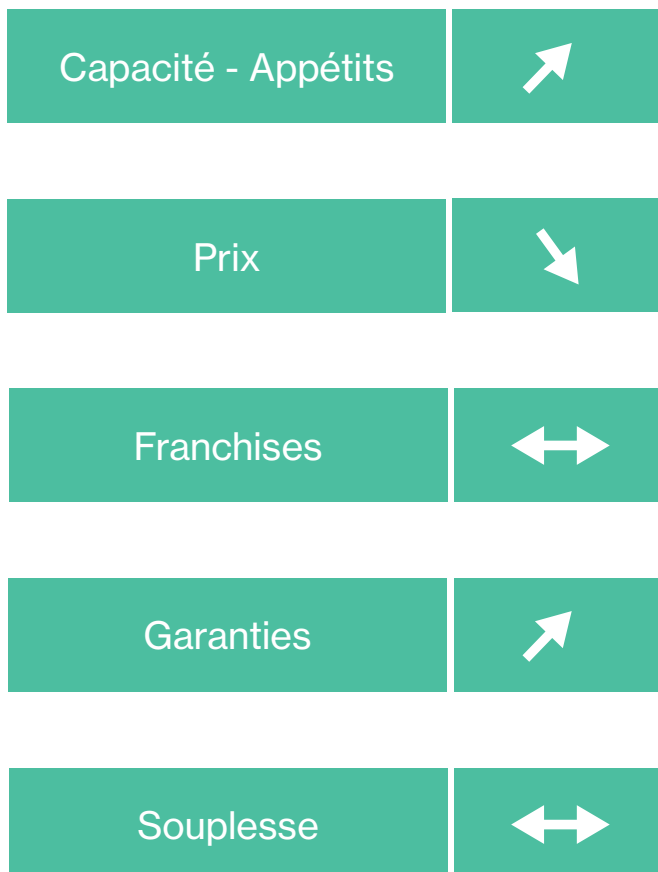 Capacité - Appétits
Prix
Franchises
Garanties
Souplesse